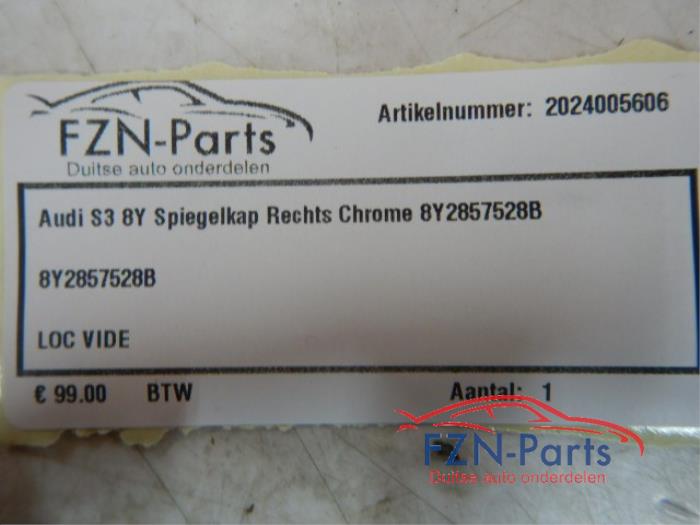 FZN-Parts
Duitse auto onderdelen
Artikelnummer: 2024005606
Audi S3 8Y Spiegelkap Rechts Chrome 8Y2857528B
8Y2857528B
LOC VIDE
€ 99.00 BTW Aantal: 1
FZN-Parts
Duitse auto onderdelen